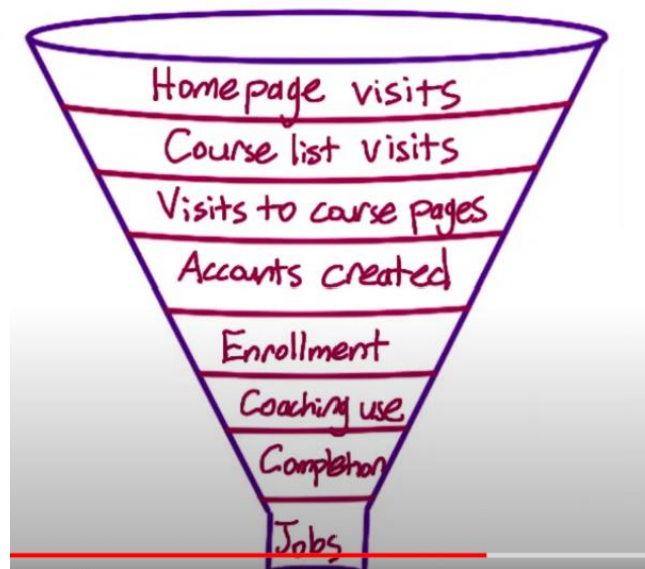 Homepage visits
Course list visits
Visits to course pages
Accounts created
Enrollment
Coaching use
Completion
Jobs